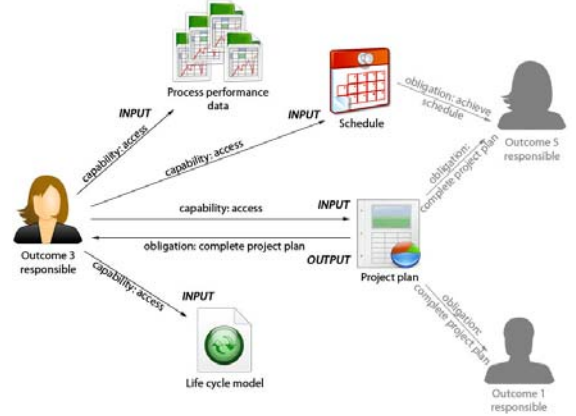 Process performance
data
INPUT
capability: access
INPUT
Schedule
capability: access
obligation: achieve
schedule
Outcome 5
responsible
obligation:
complete project plan
capability: access
INPUT
obligation: complete project plan
OUTPUT
Project plan
Outcome 3
responsible
capability: access
INPUT
Life cycle model
obligation:
complete project plan
Outcome 1
responsible